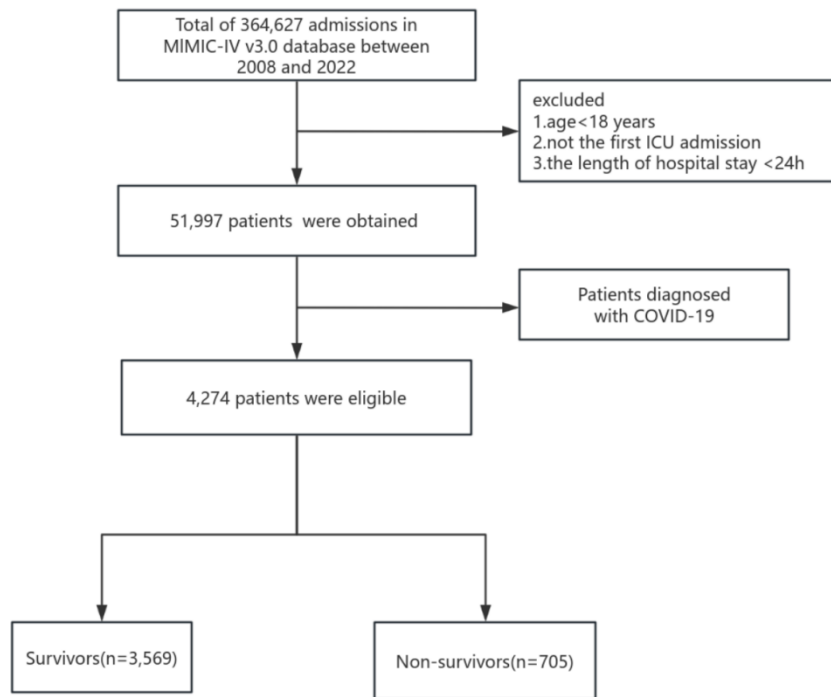 Total of 364,627 admissions in
MIMIC-IV v3.0 database between
2008 and 2022
excluded
1.age<18 years
2.not the first ICU admission
3.the length of hospital stay <24h
51,997 patients were obtained
Patients diagnosed
with COVID-19
4,274 patients were eligible
Survivors(n=3,569)
Non-survivors(n=705)